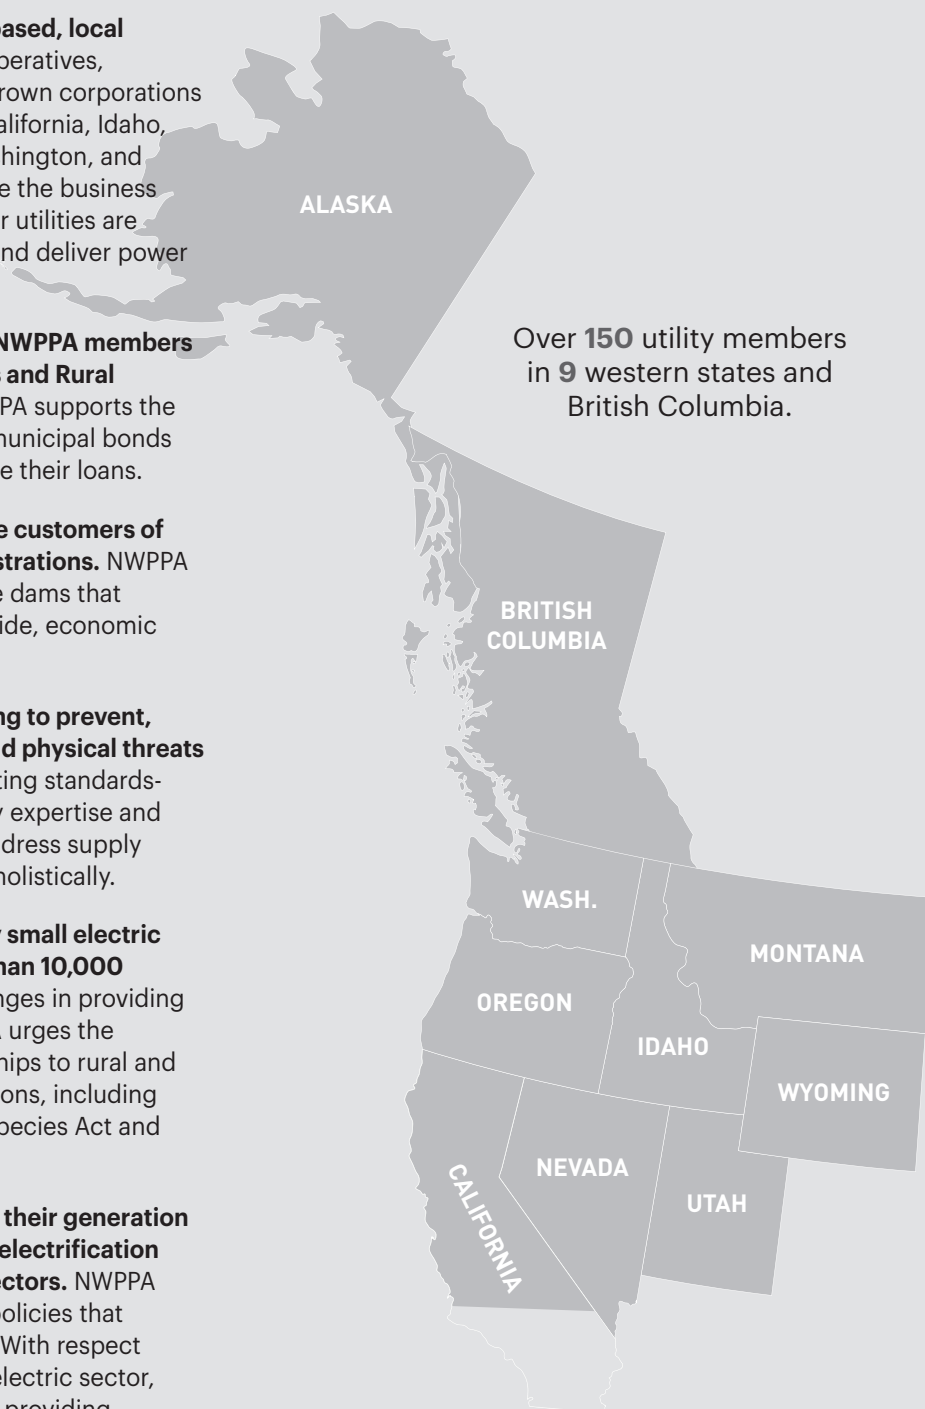 ased, local
peratives,
rown corporations
alifornia, Idaho,
hington, and
e the business
r utilities are
nd deliver power
NWPPA members
s and Rural
PA supports the
municipal bonds
e their loans.
e customers of
strations. NWPPA
e dams that
ide, economic
ng to prevent,
d physical threats
ting standards-
y expertise and
dress supply
holistically.
y small electric
han 10,000
nges in providing
A urges the
hips to rural and
ons, including
pecies Act and
their generation
electrification
ectors. NWPPA
policies that
With respect
electric sector,
providing
ALASKA
Over 150 utility members
in 9 western states and
British Columbia.
BRITISH
COLUMBIA
WASH.
MONTANA
OREGON
IDAHO
WYOMING
NEVADA
UTAH
CALIFORNIA